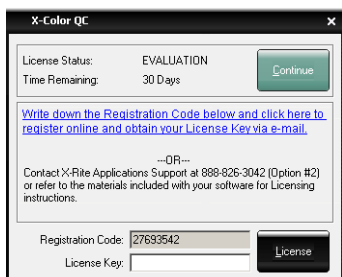 X-Color QC
License Status: EVALUATION
Time Remaining: 30 Days
Continue
Write down the Registration Code below and click here to
register online and obtain your License Key via e-mail.
---OR---
Contact X-Rite Applications Support at 888-826-3042 (Option #2)
or refer to the materials included with your software for Licensing
instructions.
Registration Code: 27693542
License Key:
License